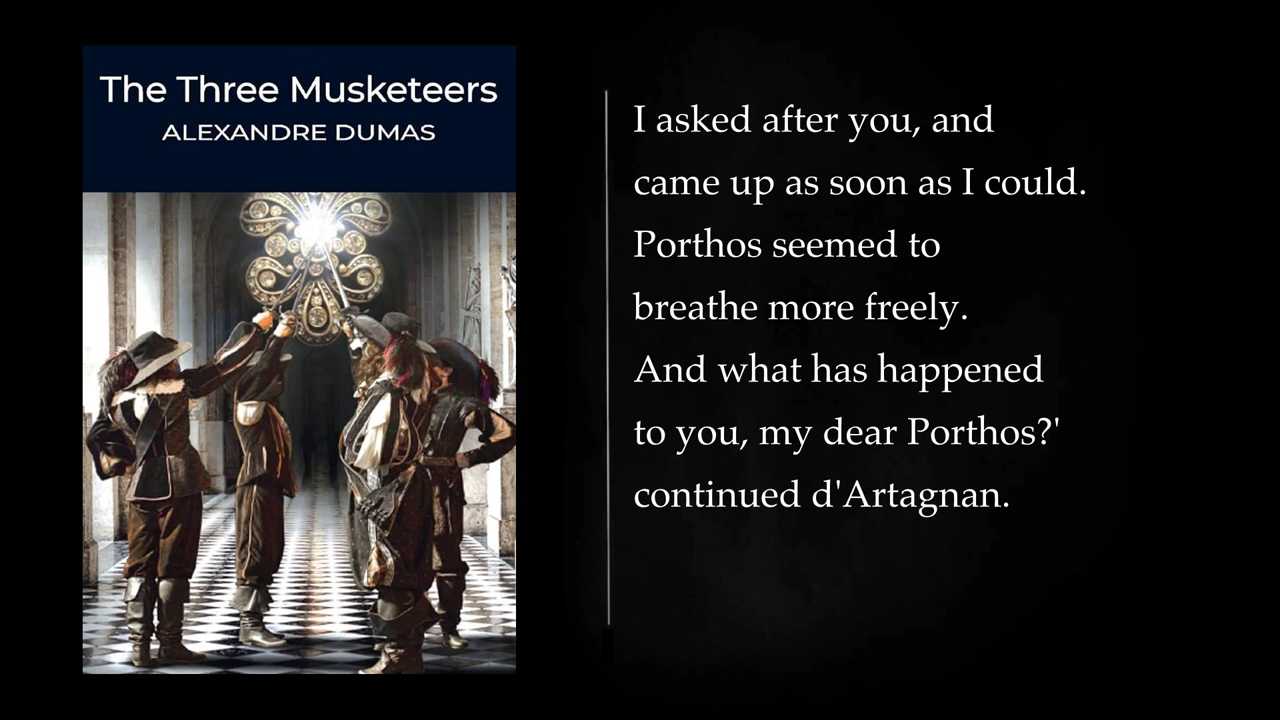 The Three Musketeers
ALEXANDRE DUMAS
I asked after you, and
came up as soon as I could.
Porthos seemed to
breathe more freely.
And what has happened
to you, my dear Porthos?'
continued d'Artagnan.